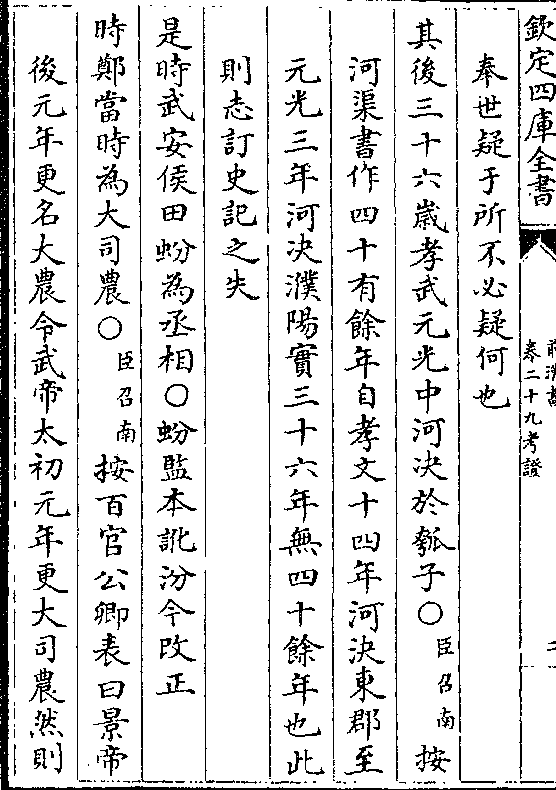 欽定四庫全書
卷二十九考證
奉世疑于所不必疑何也
其後三十六歲孝武元光中河決於瓠子○臣召南按
河渠書作四十有餘年自孝文十四年河決東郡至
元光三年河決濮陽實三十六年無四十餘年也此
則志訂史記之失
是時武安侯田蚡為丞相○蚡監本訛汾今改正
時鄭當時為大司農○臣召南按百官公卿表曰景帝
後元年更名大農令武帝太初元年更大司農然則